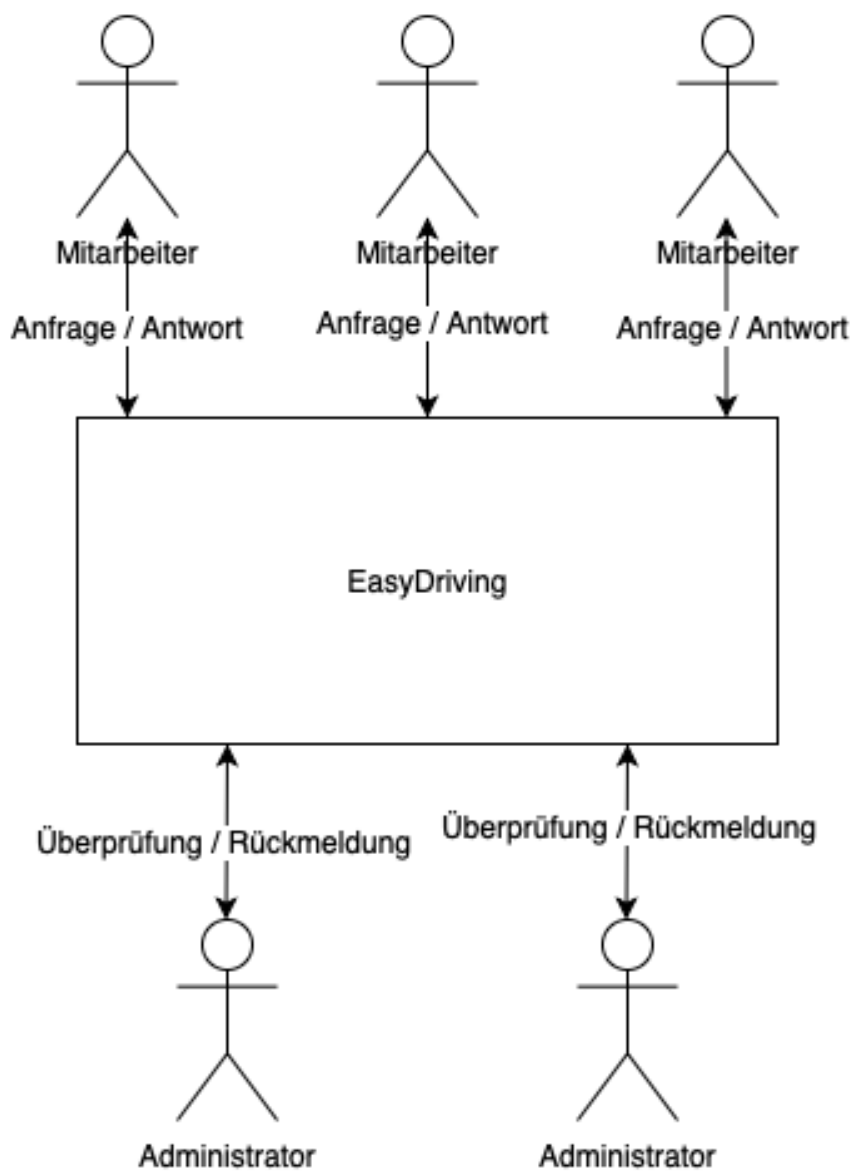 Mitarbeiter
Mitarbeiter
Mitarbeiter
Anfrage / Antwort
Anfrage / Antwort
Anfrage / Antwort
EasyDriving
Überprüfung / Rückmeldung
Überprüfung / Rückmeldung
Administrator
Administrator